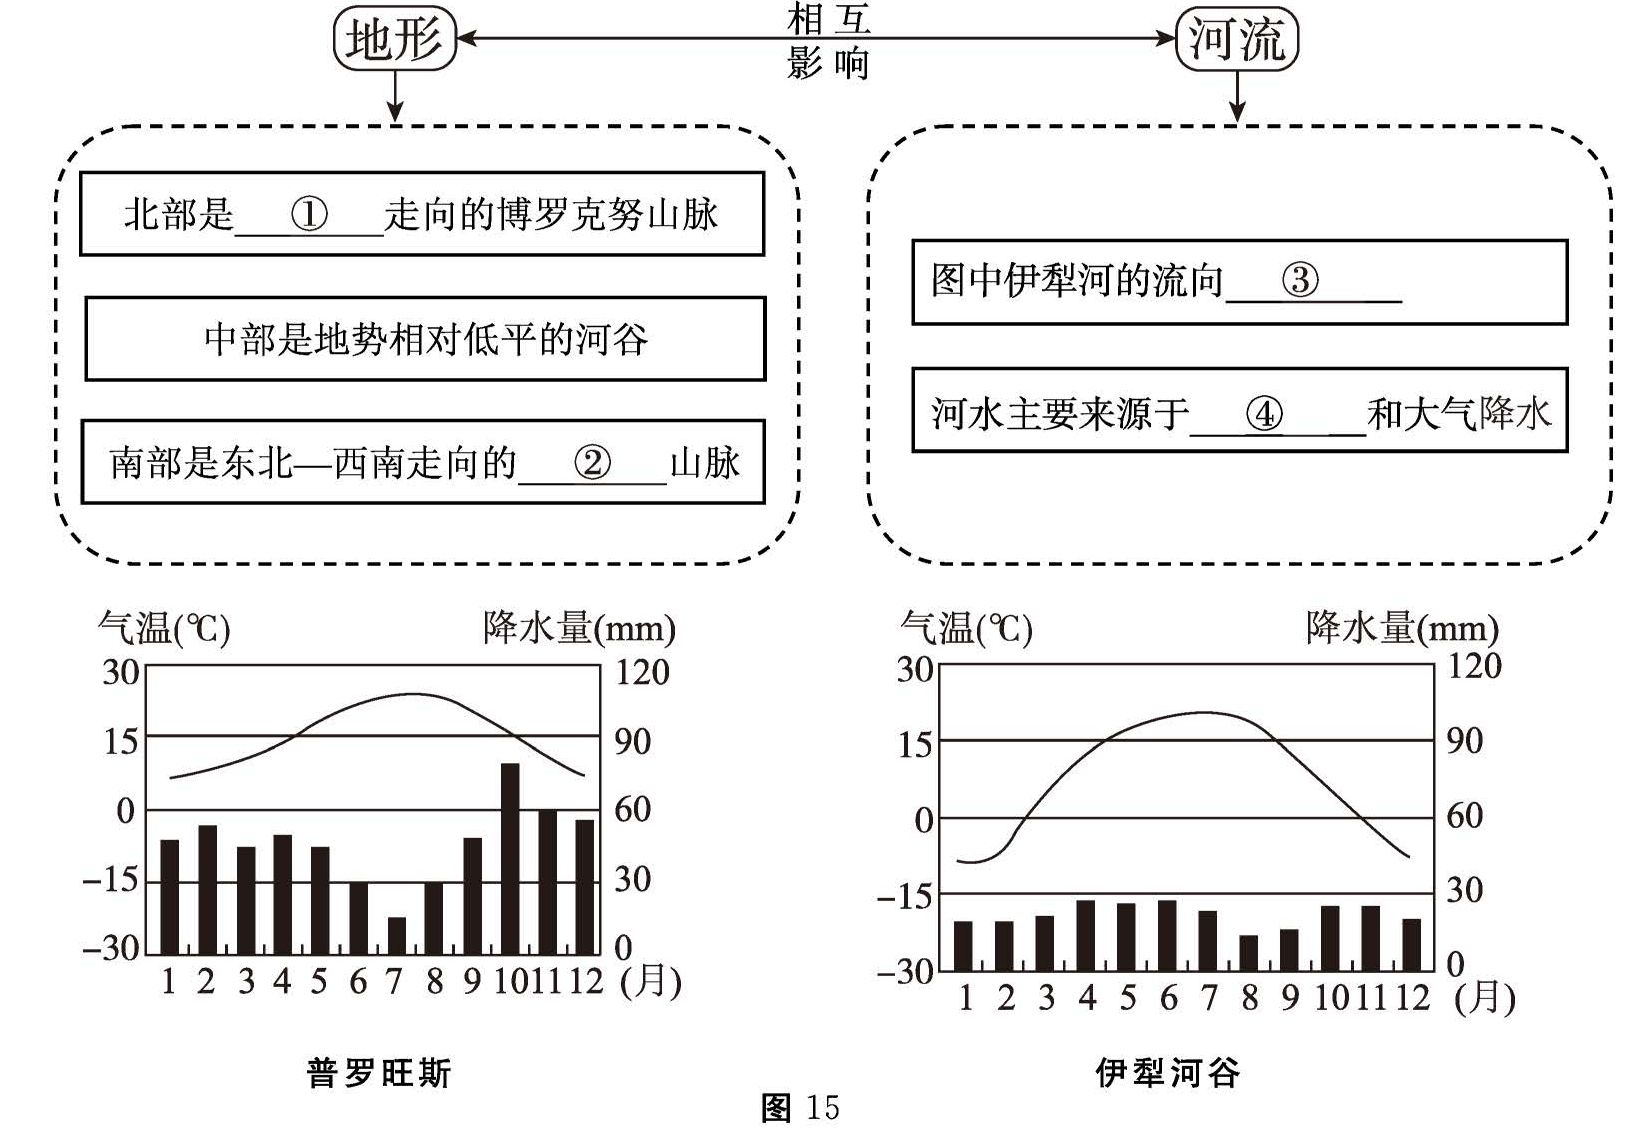 地形
相互
影响
河流
北部是 ① 走向的博罗克努山脉
中部是地势相对低平的河谷
南部是东北—西南走向的 ② 山脉
图中伊犁河的流向 ③
河水主要来源于 ④ 和大气降水
气温(℃) 降水量(mm)
30 120
15 90
0 60
-15 30
-30 0
1 2 3 4 5 6 7 8 9 10 11 12 (月)
普罗旺斯
气温(℃) 降水量(mm)
30 120
15 90
0 60
-15 30
-30 0
1 2 3 4 5 6 7 8 9 10 11 12 (月)
伊犁河谷
图 15